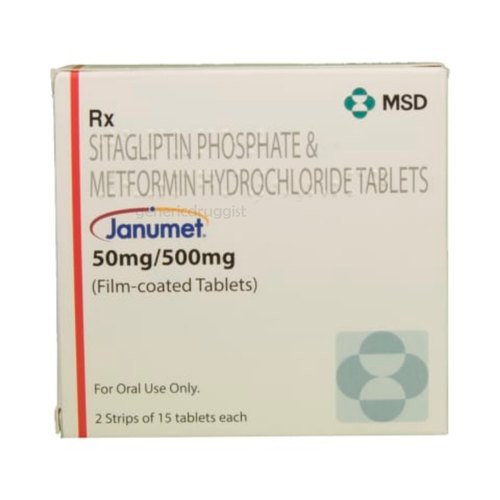 MSD
Rx
SITAGLIPTIN PHOSPHATE &
METFORMIN HYDROCHLORIDE TABLETS
genericdruggist
Janumet®
50mg/500mg
(Film-coated Tablets)
For Oral Use Only.
2 Strips of 15 tablets each